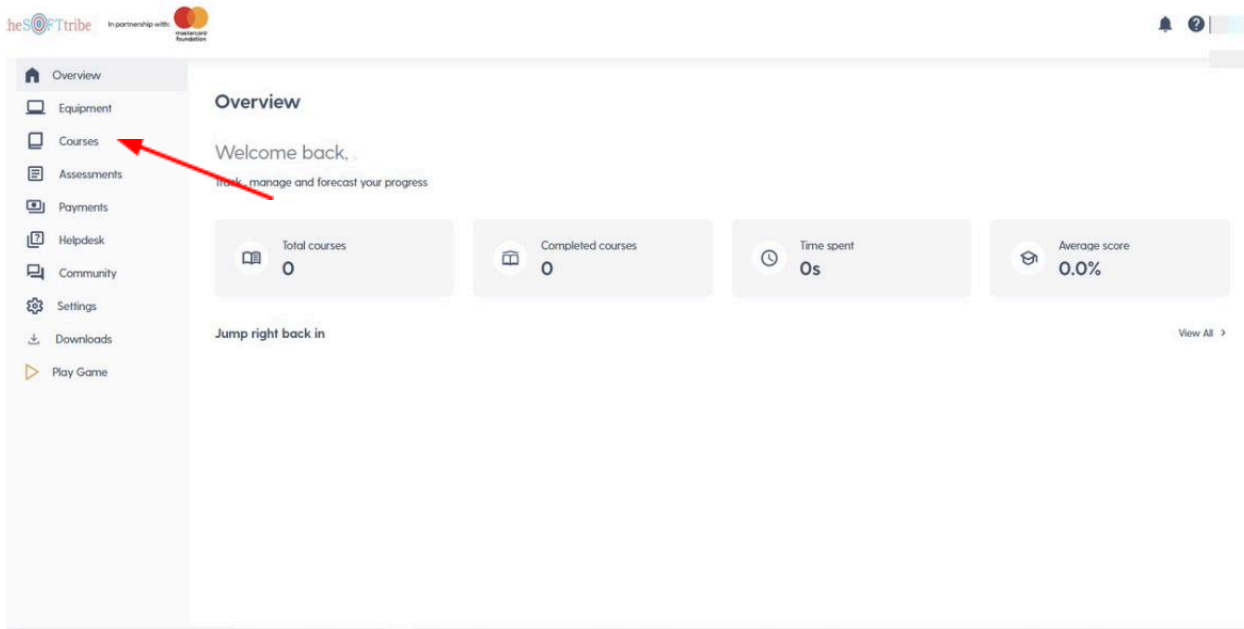 heSOFTtribe In partnership with:
mastercard
foundation
Overview
Equipment
Courses
Assessments
Payments
Helpdesk
Community
Settings
Downloads
Play Game
Overview
Welcome back, .
Track, manage and forecast your progress
Total courses
0
Completed courses
0
Time spent
0s
Average score
0.0%
Jump right back in
View All >